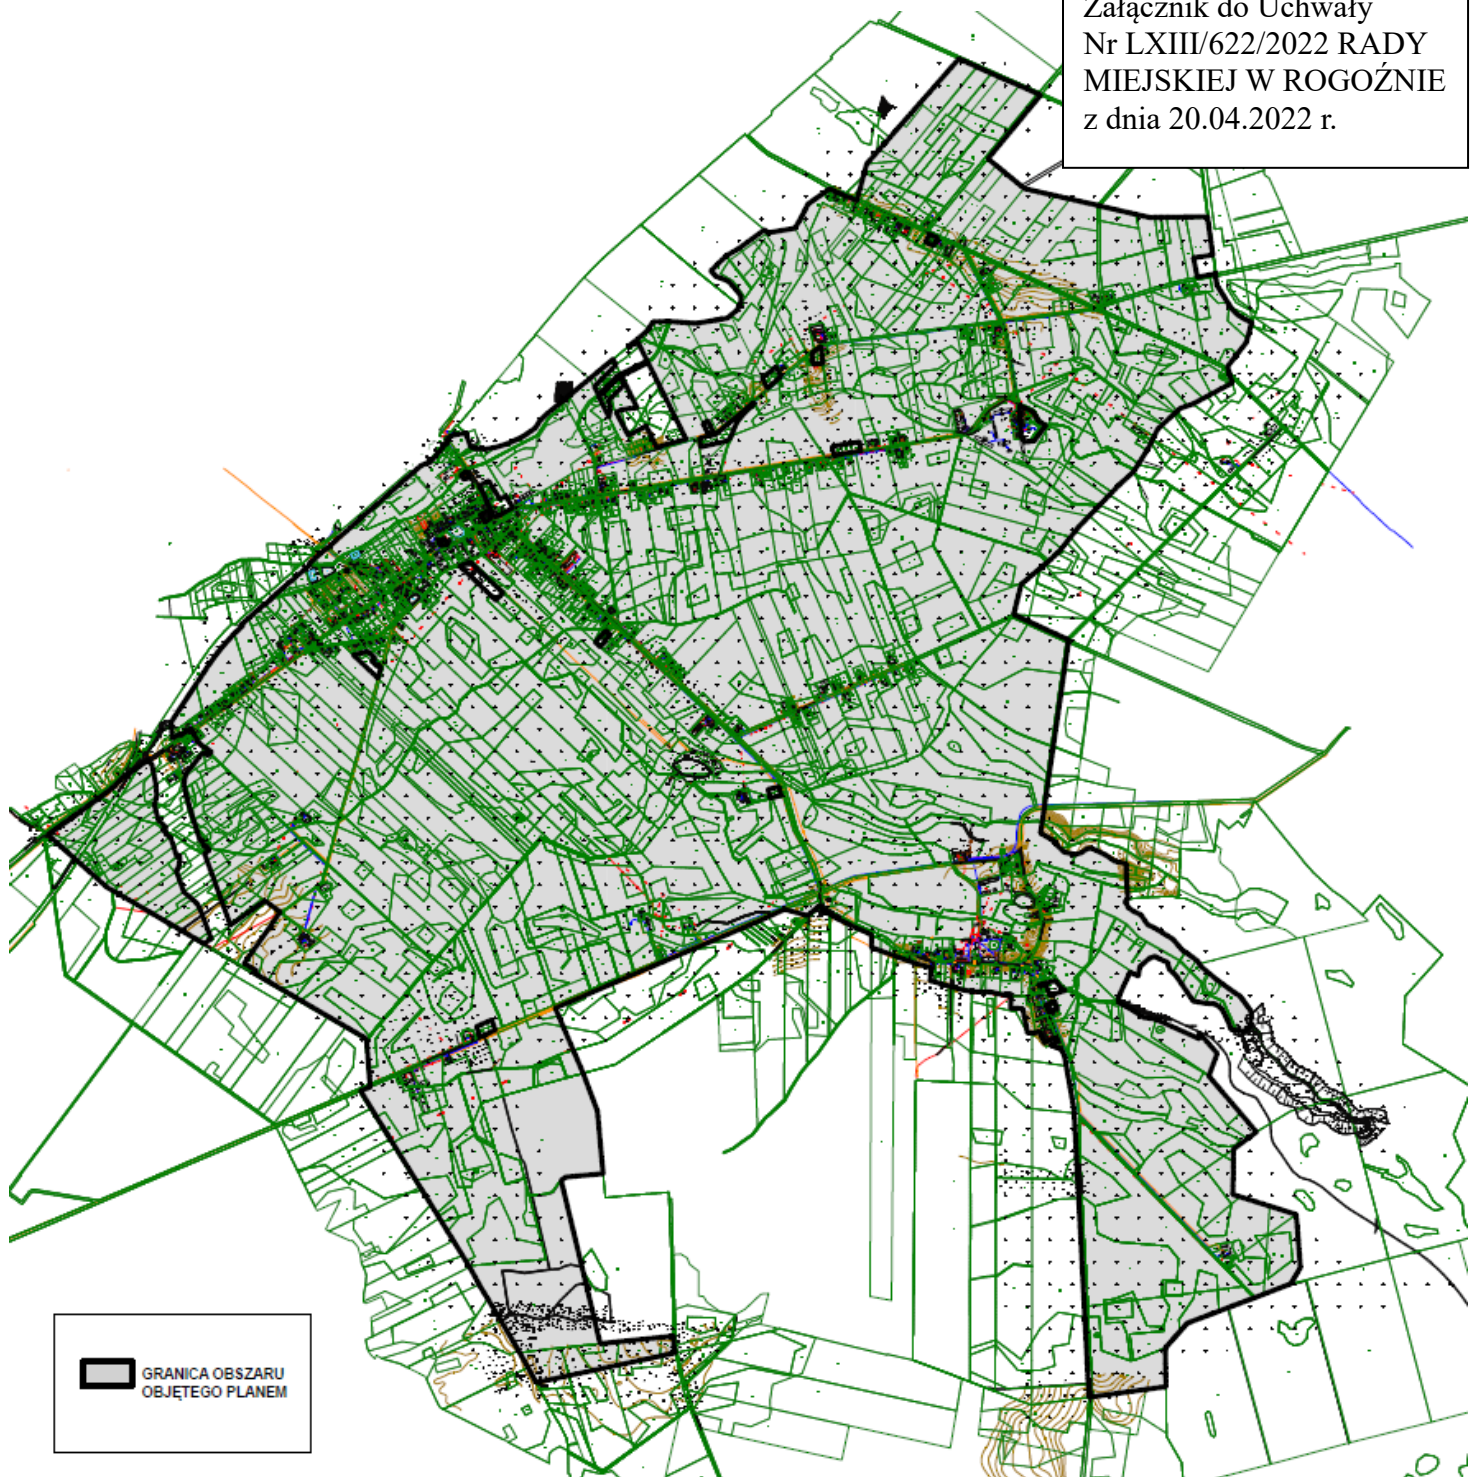 Załącznik do Uchwały
Nr LXIII/622/2022 RADY
MIEJSKIEJ W ROGOŹNIE
z dnia 20.04.2022 r.
GRANICA OBSZARU
OBJĘTEGO PLANEM